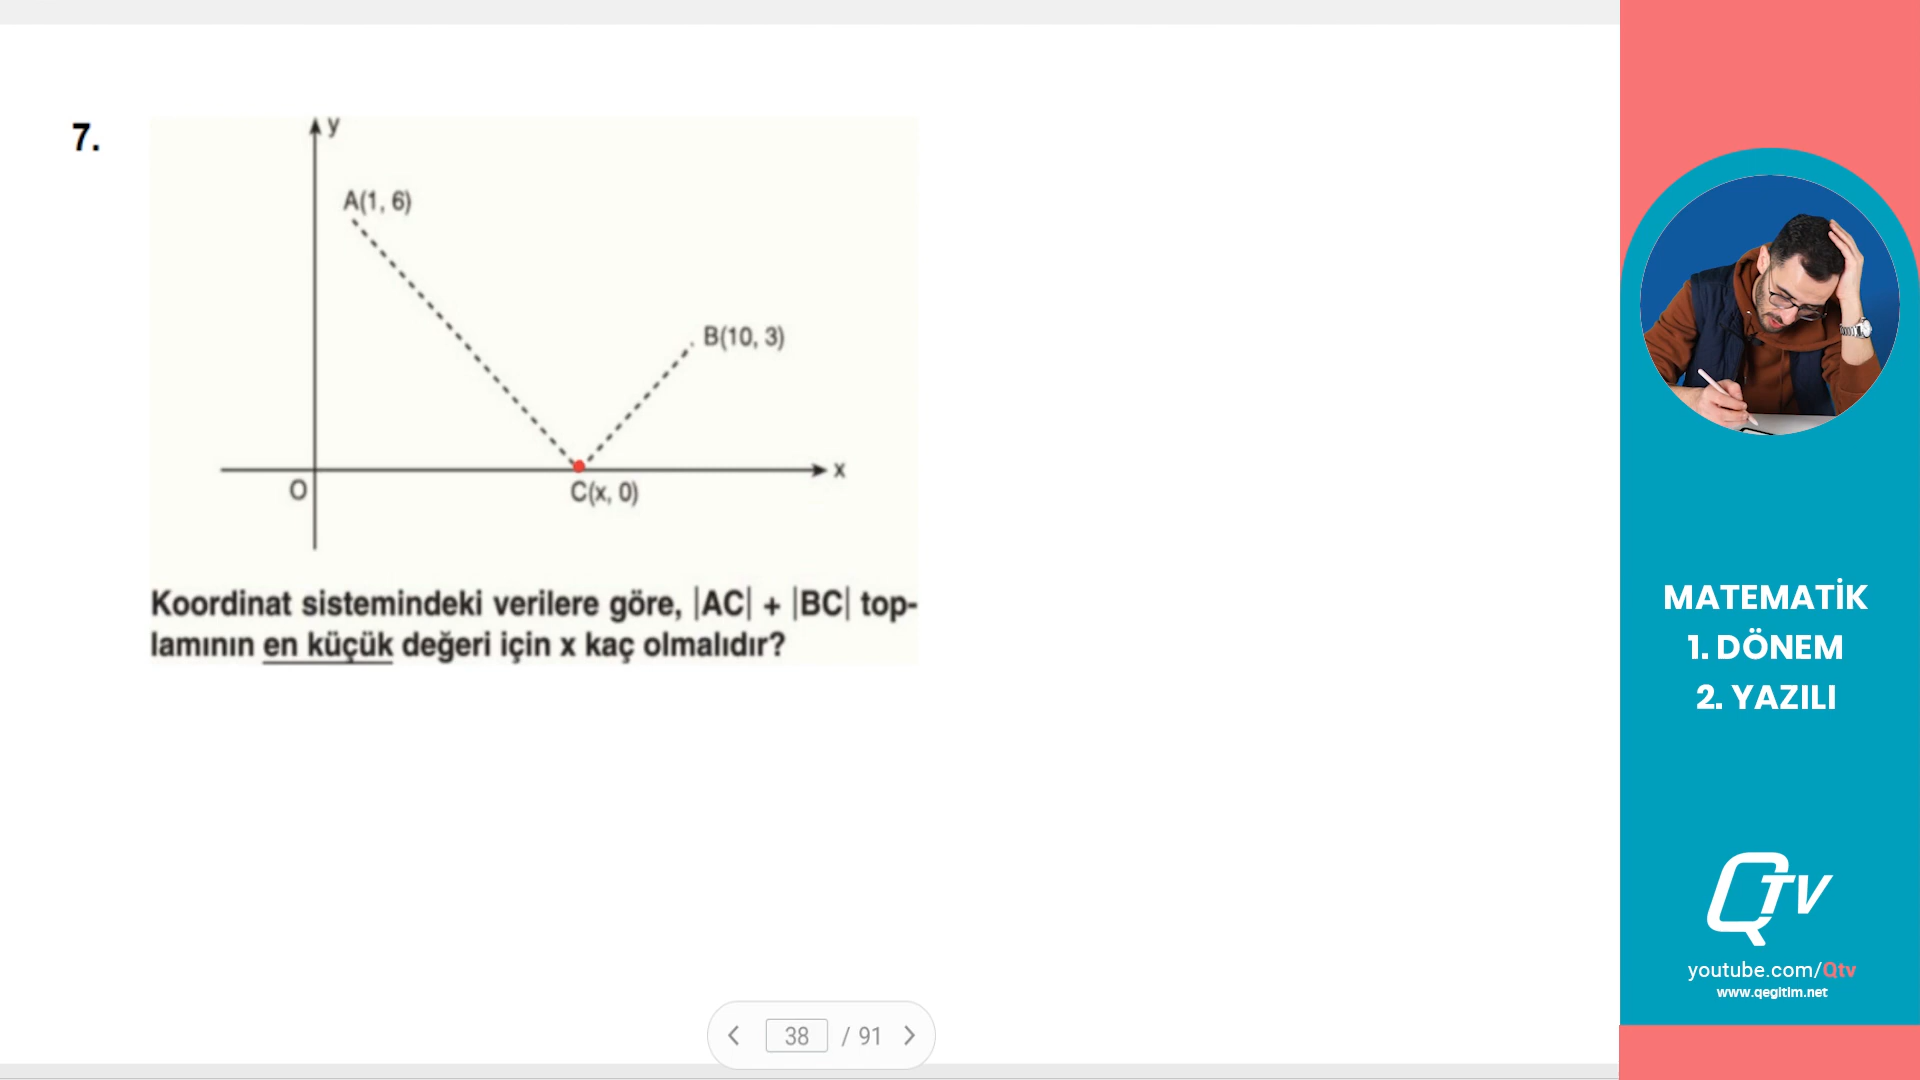 7.
y
A(1, 6)
B(10, 3)
x
O
C(x, 0)
Koordinat sistemindeki verilere göre, |AC| + |BC| top-
lamının en küçük değeri için x kaç olmalıdır?
38 / 91
MATEMATİK
1. DÖNEM
2. YAZILI
QTV
youtube.com/Qtv
www.qegitim.net